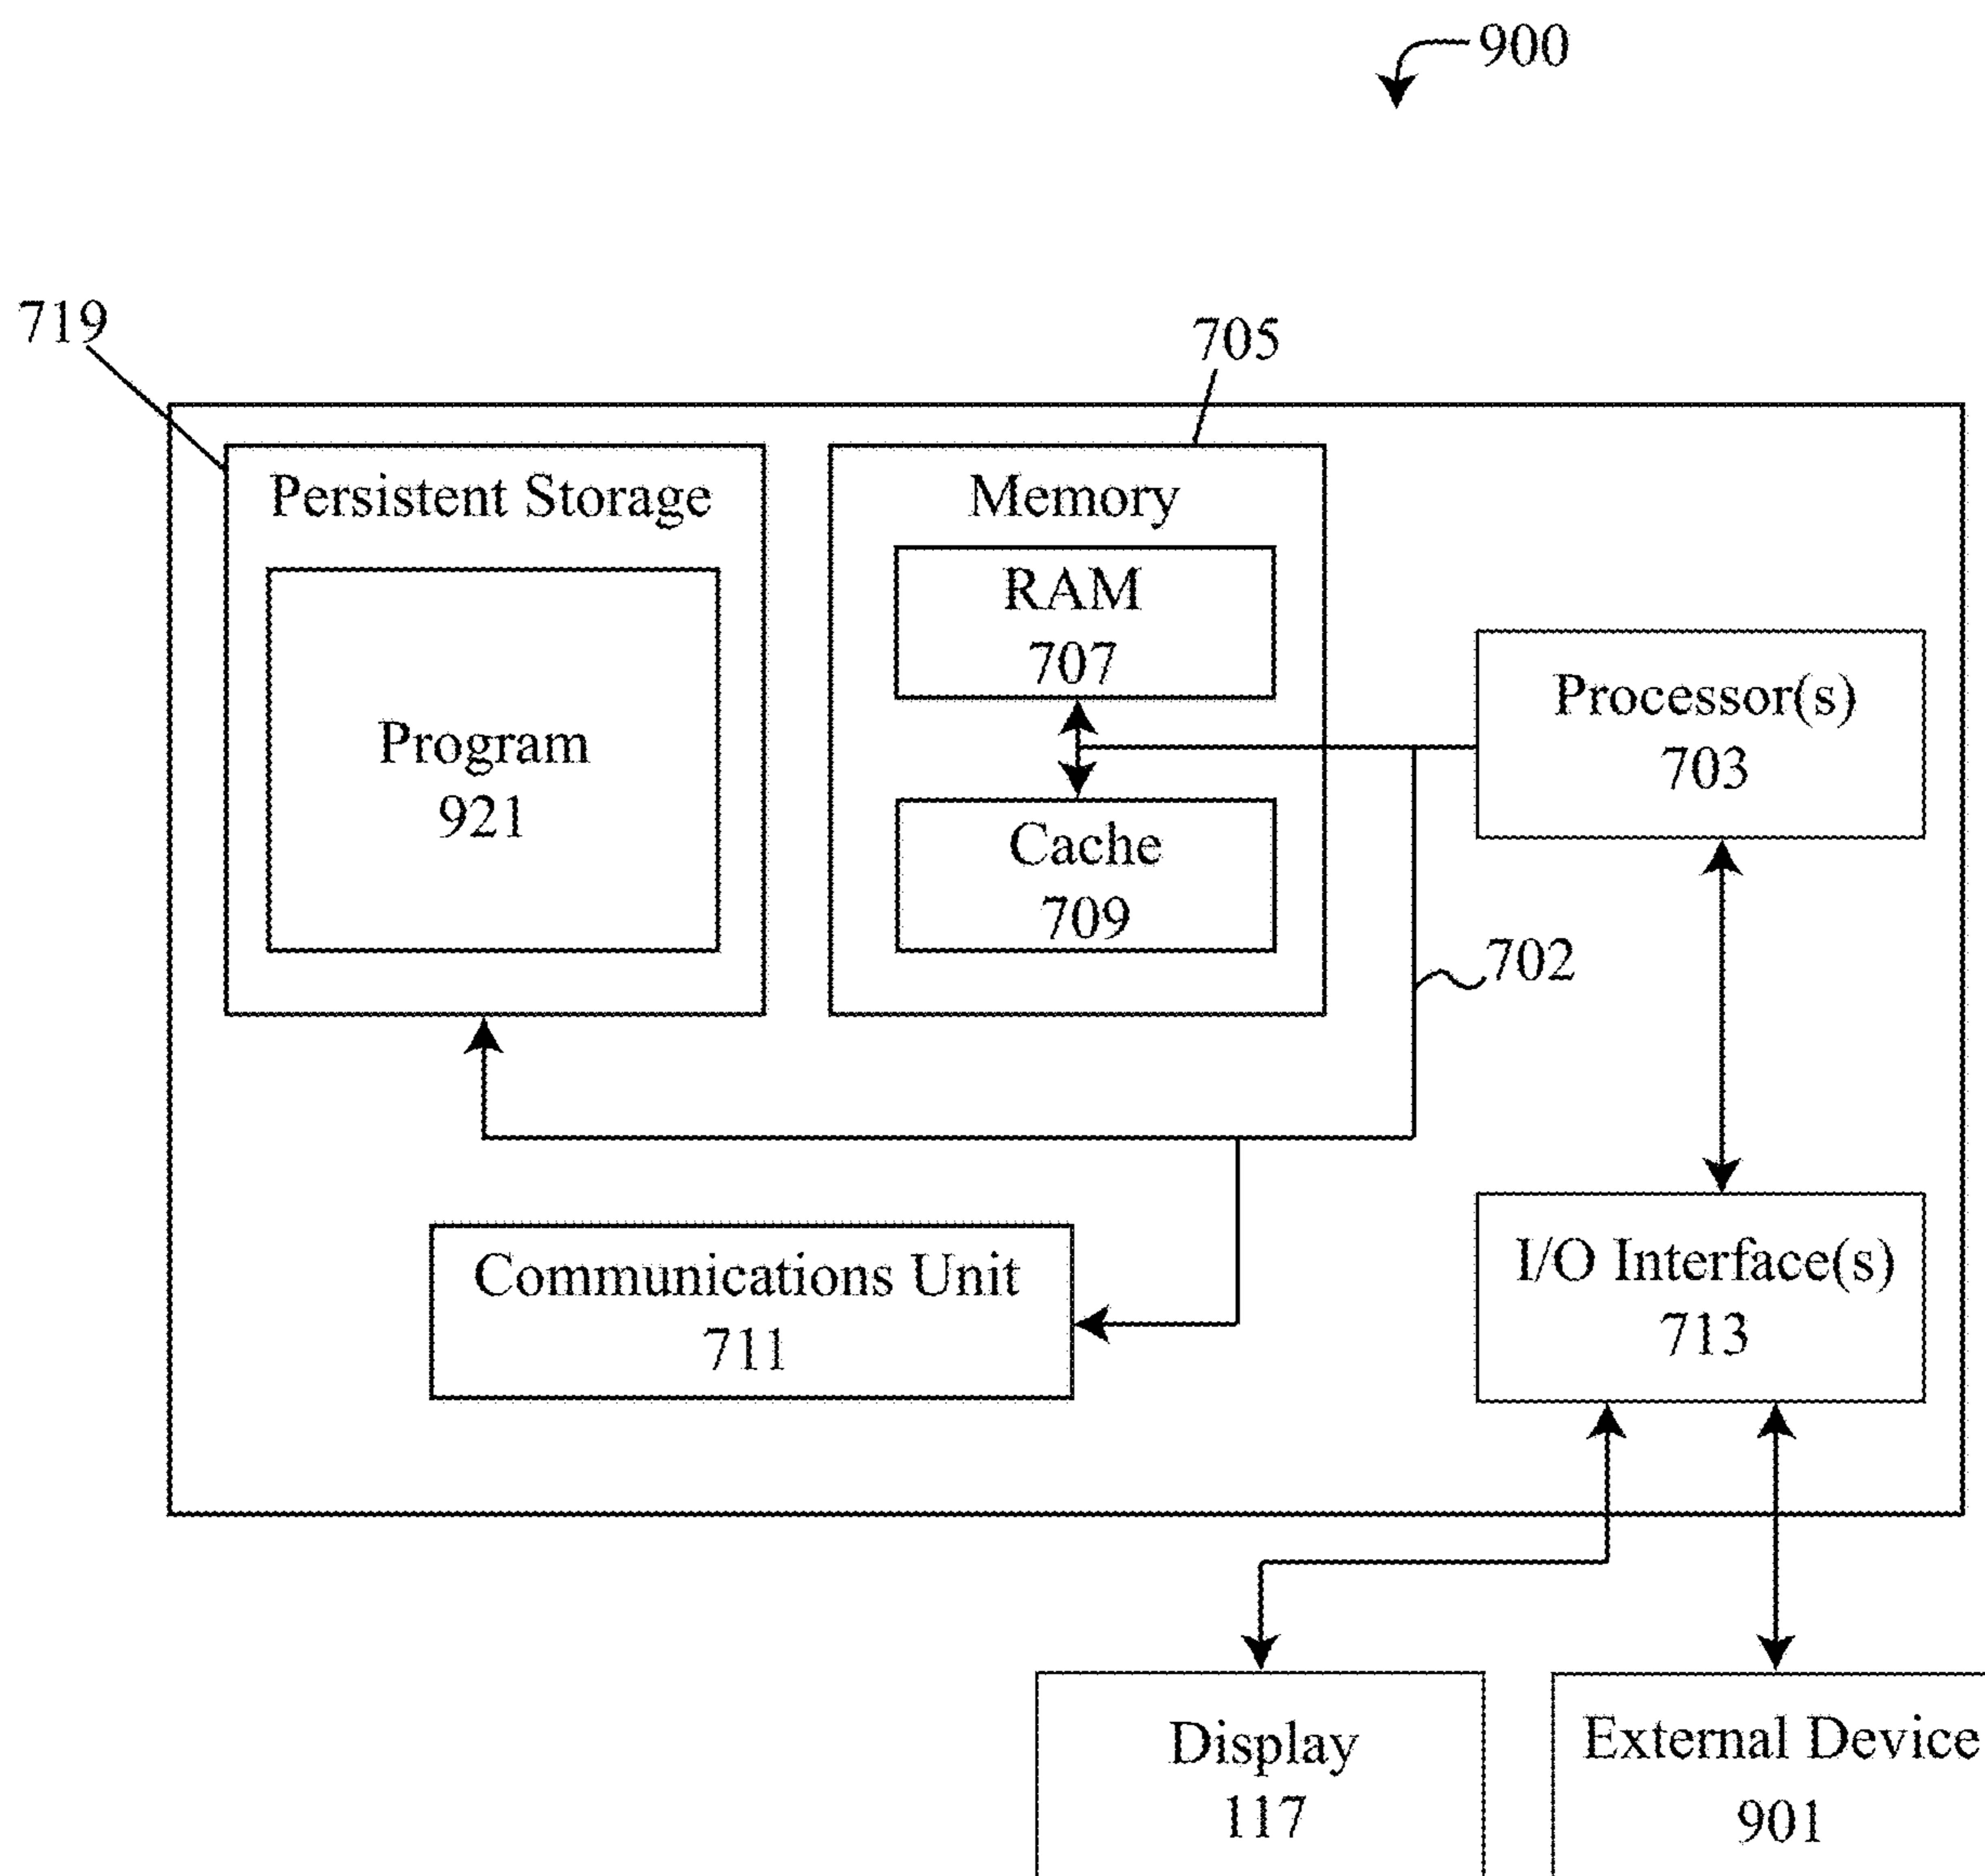 900
719
705
Persistent Storage
Program
921
Memory
RAM
707
Cache
709
Processor(s)
703
702
Communications Unit
711
I/O Interface(s)
713
Display
117
External Device
901